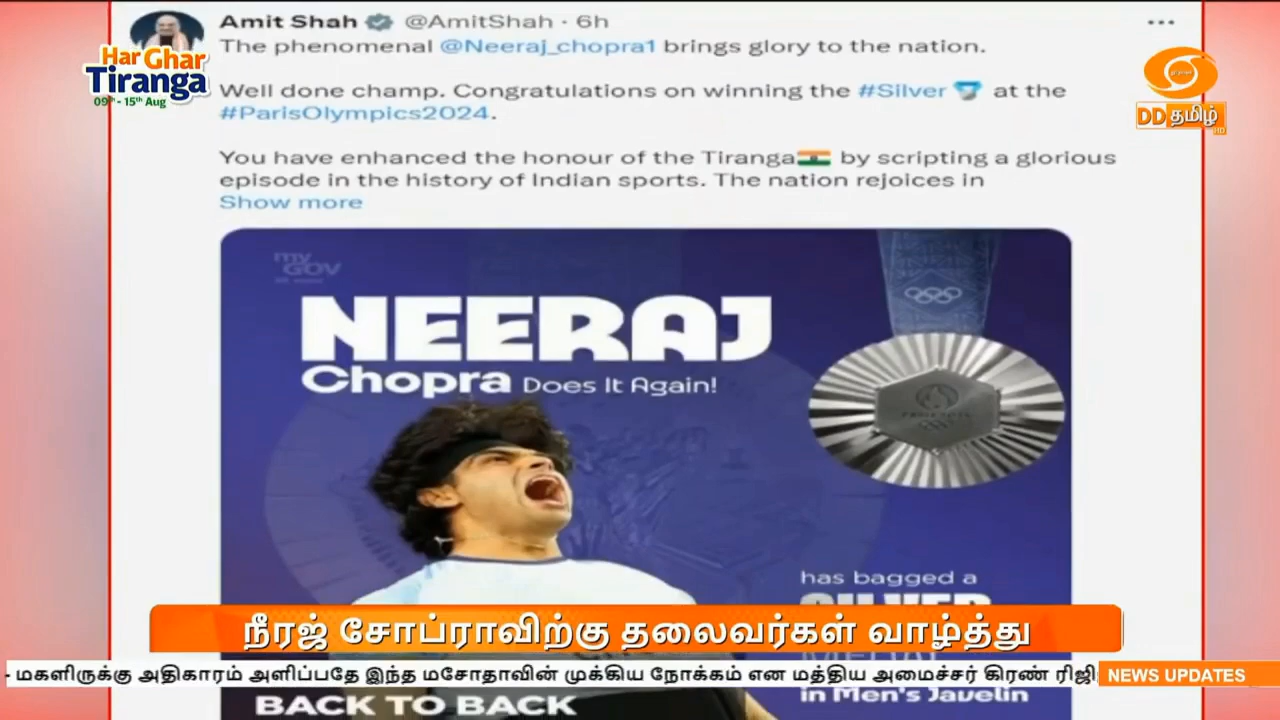 Amit Shah @AmitShah · 6h
The phenomenal @Neeraj_chopra1 brings glory to the nation.
Har Ghar
Tiranga
09th - 15th Aug
DD தமிழ்
HD
Well done champ. Congratulations on winning the #Silver at the
#ParisOlympics2024.
You have enhanced the honour of the Tiranga by scripting a glorious
episode in the history of Indian sports. The nation rejoices in
Show more
my
GOV
NEERAJ
Chopra Does It Again!
has bagged a
SILVER
MEDAL
in Men's Javelin
BACK TO BACK
நீரஜ் சோப்ராவிற்கு தலைவர்கள் வாழ்த்து
- மகளிருக்கு அதிகாரம் அளிப்பதே இந்த மசோதாவின் முக்கிய நோக்கம் என மத்திய அமைச்சர் கிரண் ரிஜி
NEWS UPDATES